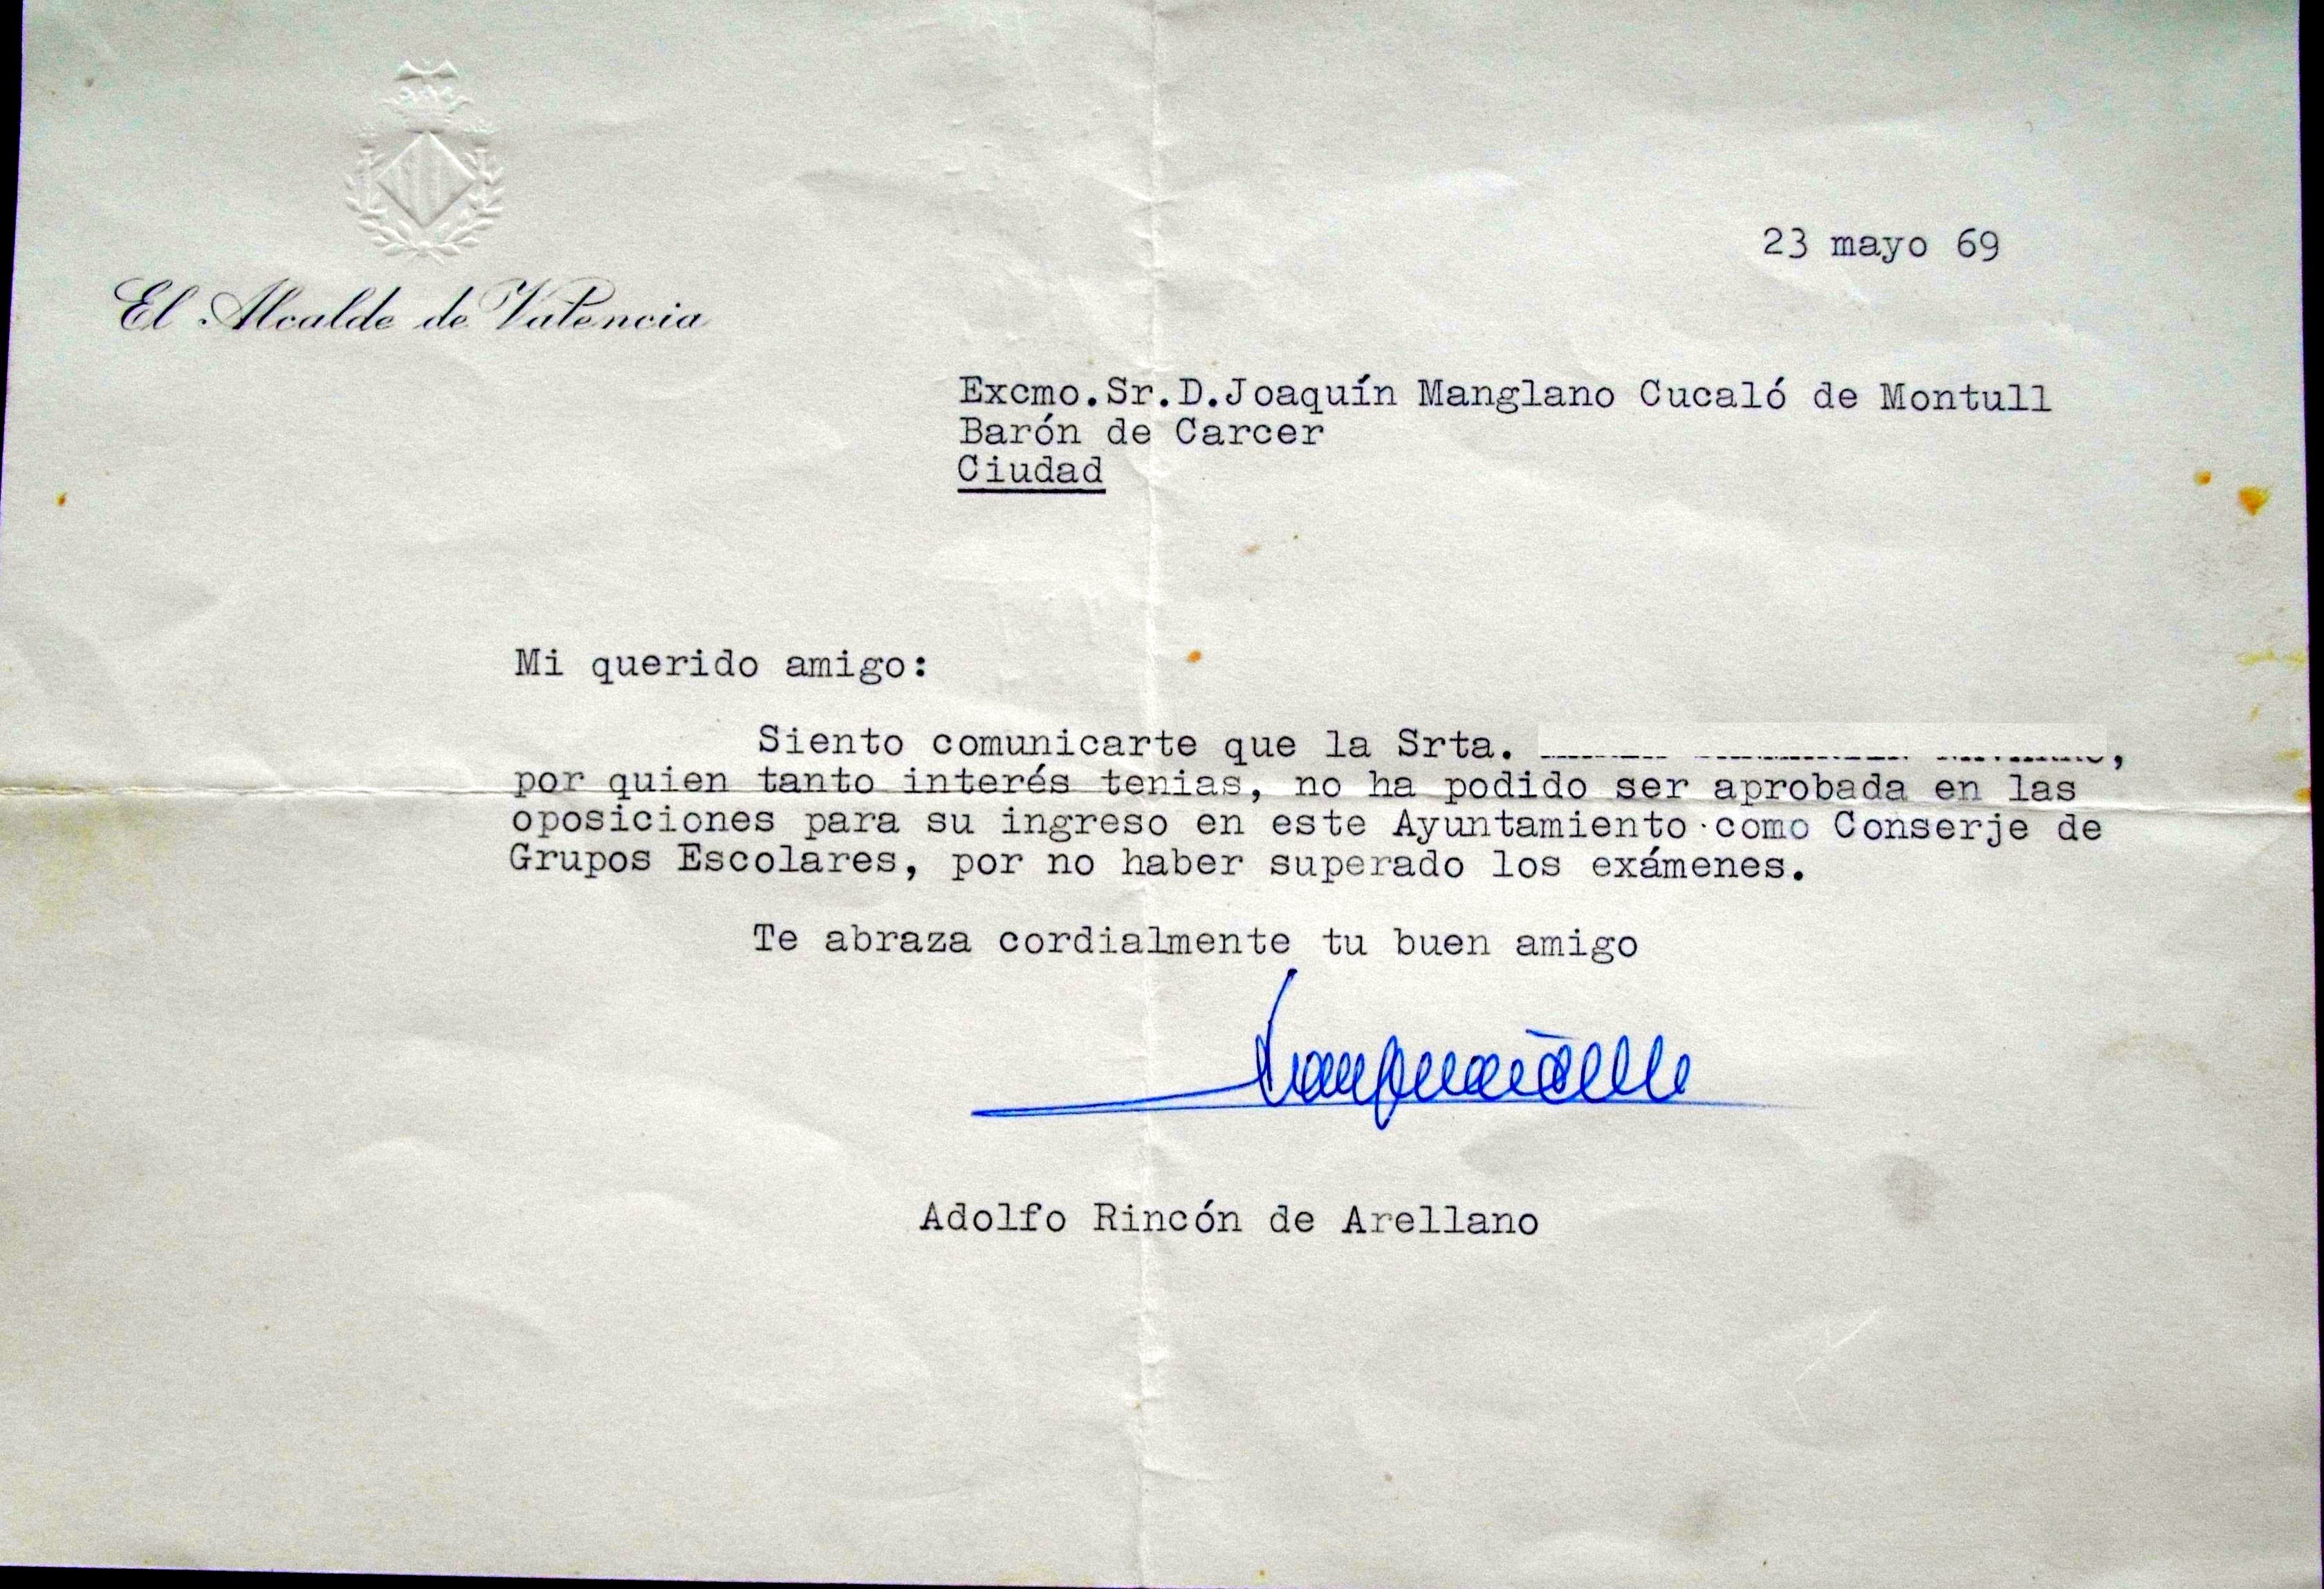 El Alcalde de Valencia
23 mayo 69
Excmo.Sr.D.Joaquín Manglano Cucaló de Montull
Barón de Carcer
Ciudad
Mi querido amigo:
Siento comunicarte que la Srta. ,
por quien tanto interés tenias, no ha podido ser aprobada en las
oposiciones para su ingreso en este Ayuntamiento como Conserje de
Grupos Escolares, por no haber superado los exámenes.
Te abraza cordialmente tu buen amigo
Adolfo Rincón de Arellano